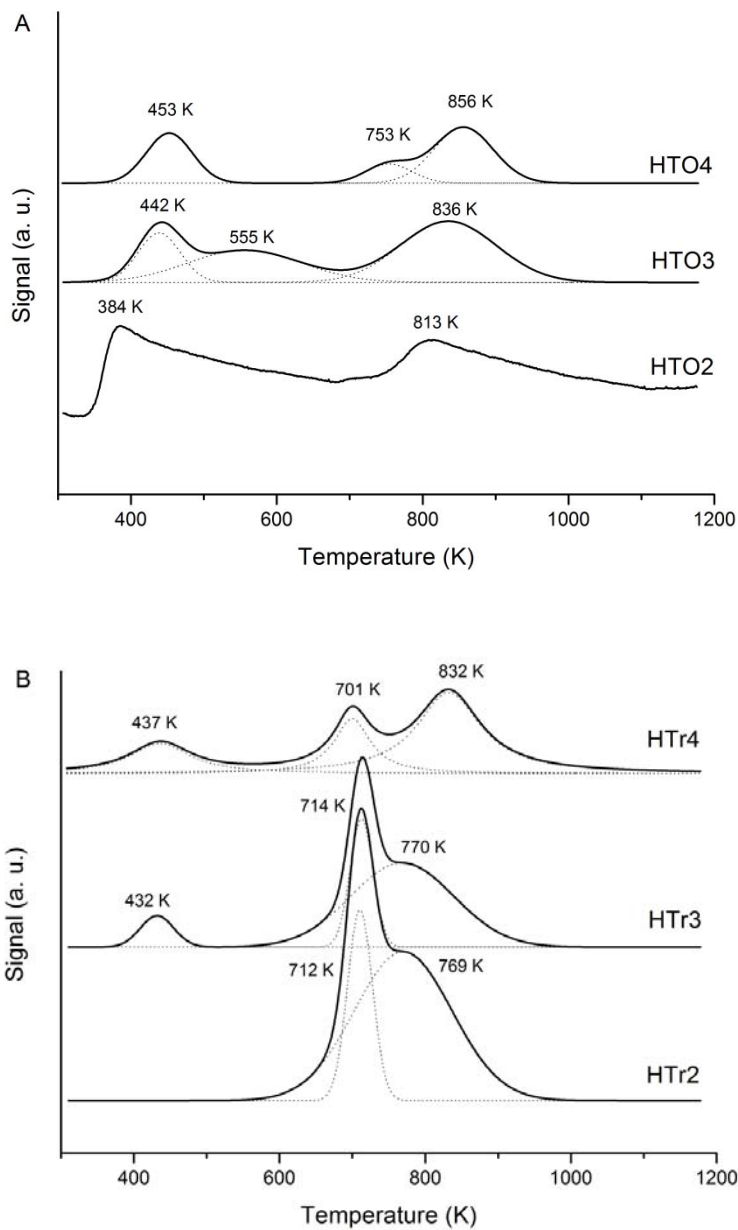 A
453 K
753 K
856 K
HTO4
442 K
555 K
836 K
HTO3
384 K
813 K
HTO2
Signal (a. u.)
400 600 800 1000 1200
Temperature (K)
B
437 K
701 K
832 K
HTr4
714 K
770 K
432 K
HTr3
712 K
769 K
HTr2
Signal (a. u.)
400 600 800 1000 1200
Temperature (K)